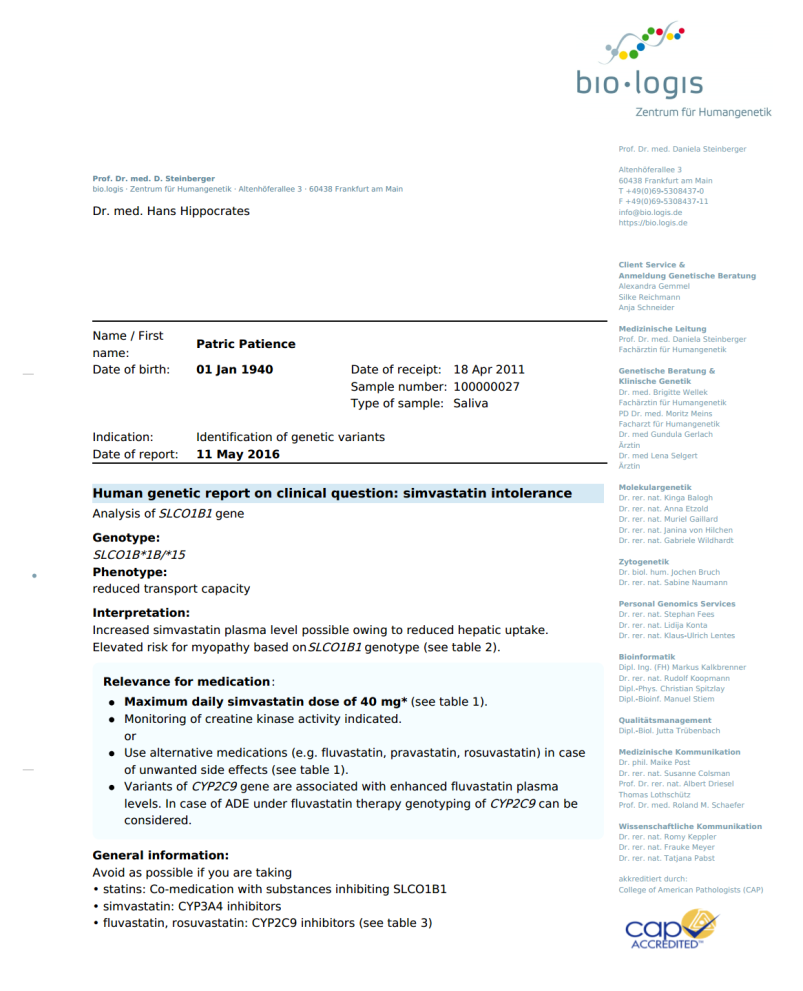 bio·logis
Zentrum für Humangenetik
Prof. Dr. med. Daniela Steinberger
Altenhöferallee 3
60438 Frankfurt am Main
T +49(0)69-5308437-0
F +49(0)69-5308437-11
info@bio.logis.de
https://bio.logis.de
Prof. Dr. med. D. Steinberger
bio.logis · Zentrum für Humangenetik · Altenhöferallee 3 · 60438 Frankfurt am Main
Dr. med. Hans Hippocrates
Name / First name: Patric Patience
Date of birth: 01 Jan 1940 Date of receipt: 18 Apr 2011
Sample number: 100000027
Type of sample: Saliva
Indication: Identification of genetic variants
Date of report: 11 May 2016
Human genetic report on clinical question: simvastatin intolerance
Analysis of SLCO1B1 gene
Genotype:
SLCO1B*1B/*15
Phenotype:
reduced transport capacity
Interpretation:
Increased simvastatin plasma level possible owing to reduced hepatic uptake.
Elevated risk for myopathy based on SLCO1B1 genotype (see table 2).
Relevance for medication:
● Maximum daily simvastatin dose of 40 mg* (see table 1).
● Monitoring of creatine kinase activity indicated.
or
● Use alternative medications (e.g. fluvastatin, pravastatin, rosuvastatin) in case
of unwanted side effects (see table 1).
● Variants of CYP2C9 gene are associated with enhanced fluvastatin plasma
levels. In case of ADE under fluvastatin therapy genotyping of CYP2C9 can be
considered.
General information:
Avoid as possible if you are taking
• statins: Co-medication with substances inhibiting SLCO1B1
• simvastatin: CYP3A4 inhibitors
• fluvastatin, rosuvastatin: CYP2C9 inhibitors (see table 3)
Client Service &
Anmeldung Genetische Beratung
Alexandra Gemmel
Silke Reichmann
Anja Schneider
Medizinische Leitung
Prof. Dr. med. Daniela Steinberger
Fachärztin für Humangenetik
Genetische Beratung &
Klinische Genetik
Dr. med. Brigitte Wellek
Fachärztin für Humangenetik
PD Dr. med. Moritz Meins
Facharzt für Humangenetik
Dr. med Gundula Gerlach
Ärztin
Dr. med Lena Seigert
Ärztin
Molekulargenetik
Dr. rer. nat. Kinga Balogh
Dr. rer. nat. Anna Etzold
Dr. rer. nat. Muriel Gaillard
Dr. rer. nat. Janina von Hilchen
Dr. rer. nat. Gabriele Wildhardt
Zytogenetik
Dr. biol. hum. Jochen Bruch
Dr. rer. nat. Sabine Naumann
Personal Genomics Services
Dr. rer. nat. Stephan Fees
Dr. rer. nat. Lidija Konta
Dr. rer. nat. Klaus-Ulrich Lentes
Bioinformatik
Dipl. Ing. (FH) Markus Kalkbrenner
Dr. rer. nat. Rudolf Koopmann
Dipl.-Phys. Christian Spitzlay
Dipl.-Bioinf. Manuel Stiem
Qualitätsmanagement
Dipl.-Biol. Jutta Trübenbach
Medizinische Kommunikation
Dr. phil. Maike Post
Dr. rer. nat. Susanne Colsman
Prof. Dr. rer. nat. Albert Driesel
Thomas Lothschütz
Prof. Dr. med. Roland M. Schaefer
Wissenschaftliche Kommunikation
Dr. rer. nat. Romy Keppler
Dr. rer. nat. Frauke Meyer
Dr. rer. nat. Tatjana Pabst
akkreditiert durch:
College of American Pathologists (CAP)
cap
ACCREDITED™